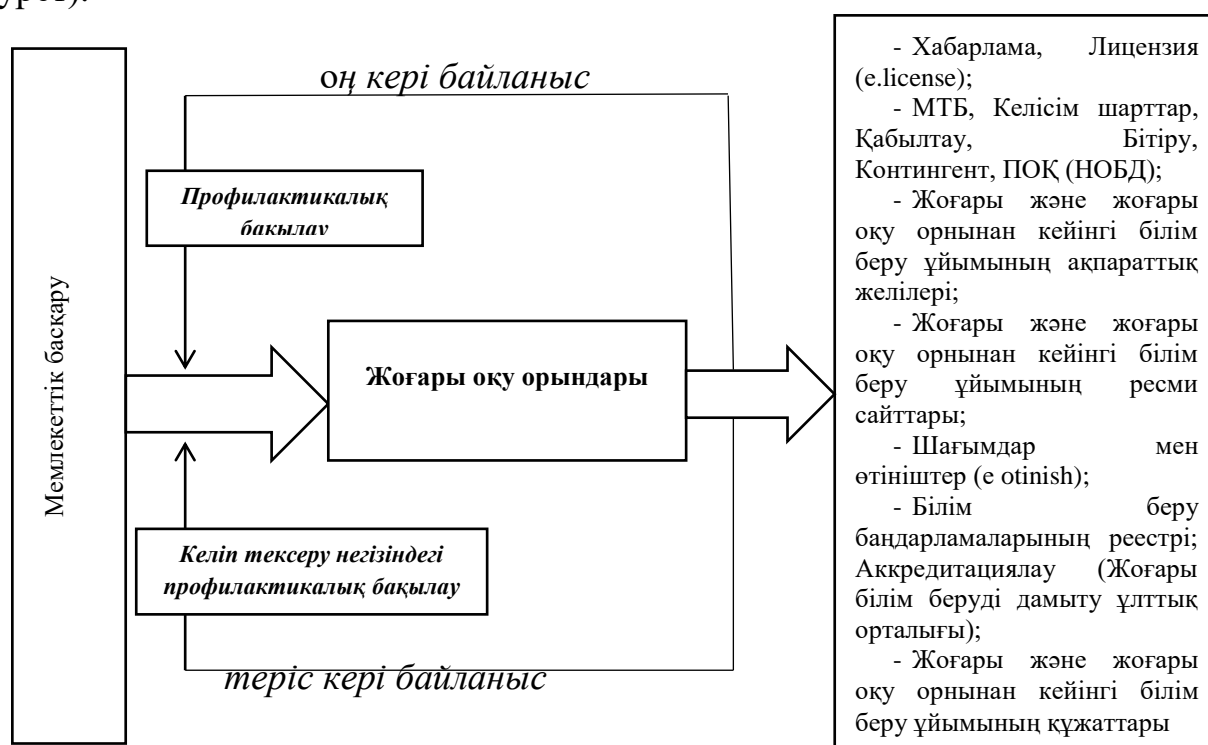 урет).
оң кері байланыс
Профилактикалық
бақылау
Мемлекеттік басқару
Жоғары оқу орындары
Келіп тексеру негізіндегі
профилактикалық бақылау
теріс кері байланыс
- Хабарлама, Лицензия
(e.license);
- МТБ, Келісім шарттар,
Қабылтау, Бітіру,
Контингент, ПОҚ (НОБД);
- Жоғары және жоғары
оқу орнынан кейінгі білім
беру ұйымының ақпараттық
желілері;
- Жоғары және жоғары
оқу орнынан кейінгі білім
беру ұйымының ресми
сайттары;
- Шағымдар мен
өтініштер (e otinish);
- Білім беру
баңдарламаларының реестрі;
Аккредитациялау (Жоғары
білім беруді дамыту ұлттық
орталығы);
- Жоғары және жоғары
оқу орнынан кейінгі білім
беру ұйымының құжаттары